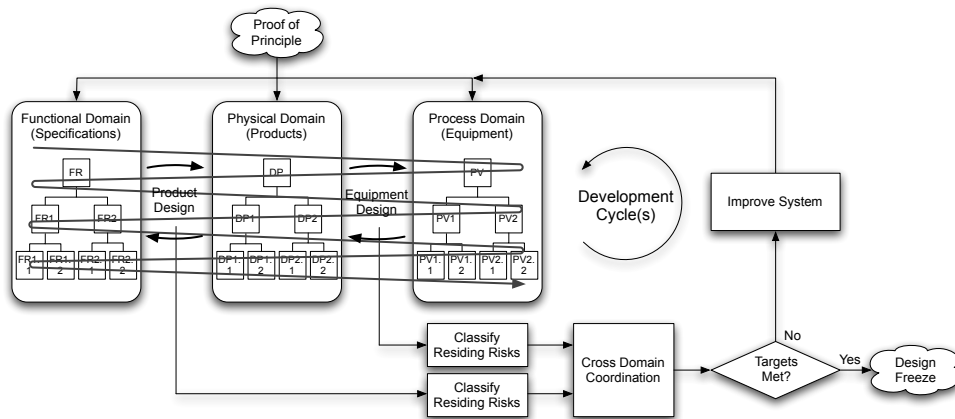 Proof of
Principle
Functional Domain
(Specifications)
Physical Domain
(Products)
Process Domain
(Equipment)
FR
DP
PV
Product
Design
Equipment
Design
FR1
FR2
DP1
DP2
PV1
PV2
FR1.
1
FR1.
2
FR2.
1
FR2.
2
DP1.
1
DP1.
2
DP2.
1
DP2.
2
PV1.
1
PV1.
2
PV2.
1
PV2.
2
Development
Cycle(s)
Improve System
Classify
Residing Risks
Classify
Residing Risks
Cross Domain
Coordination
No
Targets
Met?
Yes
Design
Freeze